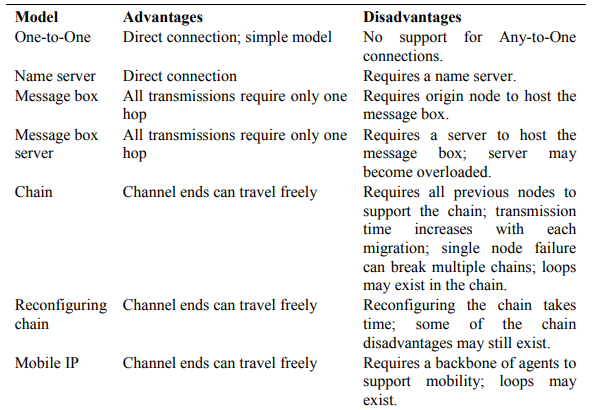 Model Advantages Disadvantages
One-to-One Direct connection; simple model No support for Any-to-One
connections.
Name server Direct connection Requires a name server.
Message box All transmissions require only one Requires origin node to host the
hop message box.
Message box All transmissions require only one Requires a server to host the
server hop message box; server may
become overloaded.
Chain Channel ends can travel freely Requires all previous nodes to
support the chain; transmission
time increases with each
migration; single node failure
can break multiple chains; loops
may exist in the chain.
Reconfiguring Channel ends can travel freely Reconfiguring the chain takes
chain time; some of the chain
disadvantages may still exist.
Mobile IP Channel ends can travel freely Requires a backbone of agents to
support mobility; loops may
exist.